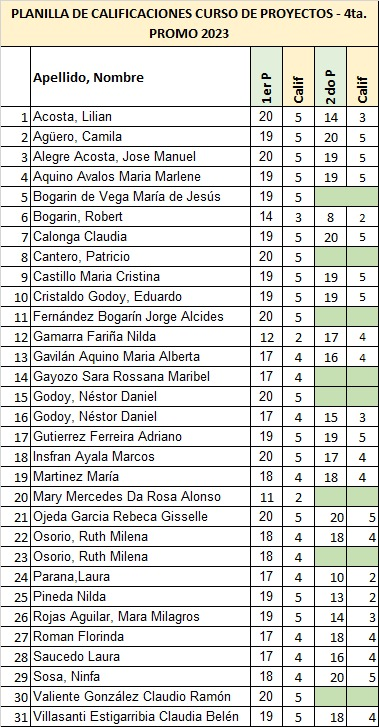 PLANILLA DE CALIFICACIONES CURSO DE PROYECTOS - 4ta.
PROMO 2023
Apellido, Nombre 1 er P Calif 2 do P Calif
1 Acosta, Lilian 20 5 14 3
2 Agüero, Camila 19 5 20 5
3 Alegre Acosta, Jose Manuel 20 5 19 5
4 Aquino Avalos Maria Marlene 19 5 19 5
5 Bogarin de Vega María de Jesús 19 5
6 Bogarin, Robert 14 3 8 2
7 Calonga Claudia 19 5 20 5
8 Cantero, Patricio 20 5
9 Castillo Maria Cristina 19 5 19 5
10 Cristaldo Godoy, Eduardo 19 5 19 5
11 Fernández Bogarín Jorge Alcides 20 5
12 Gamarra Fariña Nilda 12 2 17 4
13 Gavilán Aquino Maria Alberta 17 4 16 4
14 Gayozo Sara Rossana Maribel 17 4
15 Godoy, Néstor Daniel 20 5
16 Godoy, Néstor Daniel 17 4 15 3
17 Gutierrez Ferreira Adriano 19 5 19 5
18 Insfran Ayala Marcos 20 5 17 4
19 Martinez María 18 4 18 4
20 Mary Mercedes Da Rosa Alonso 11 2
21 Ojeda Garcia Rebeca Gisselle 20 5 20 5
22 Osorio, Ruth Milena 18 4 18 4
23 Osorio, Ruth Milena 18 4
24 Parana,Laura 17 4 10 2
25 Pineda Nilda 19 5 13 2
26 Rojas Aguilar, Mara Milagros 19 5 14 3
27 Roman Florinda 17 4 18 4
28 Saucedo Laura 17 4 16 4
29 Sosa, Ninfa 18 4 20 5
30 Valiente González Claudio Ramón 20 5
31 Villasanti Estigarribia Claudia Belén 19 5 18 4